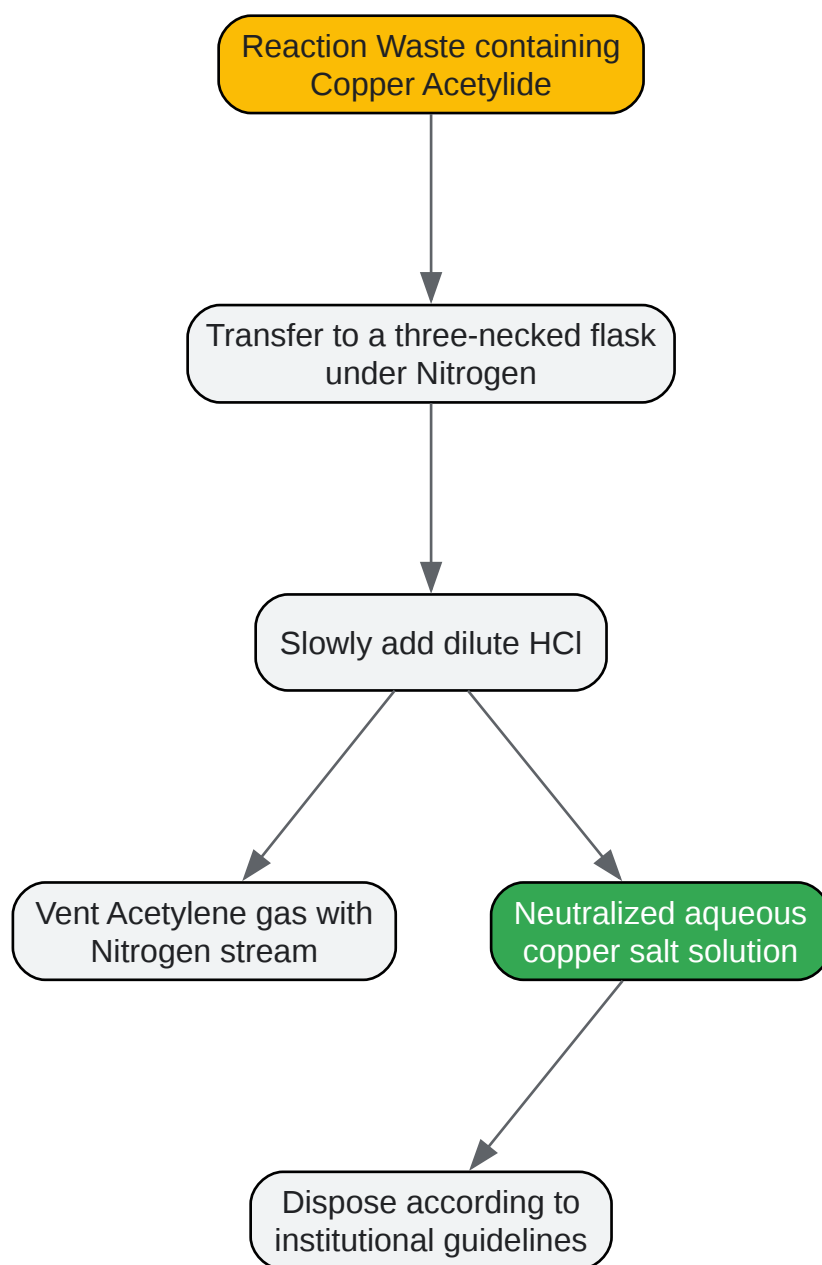 Reaction Waste containing
Copper Acetylide
Transfer to a three-necked flask
under Nitrogen
Slowly add dilute HCl
Vent Acetylene gas with
Nitrogen stream
Neutralized aqueous
copper salt solution
Dispose according to
institutional guidelines